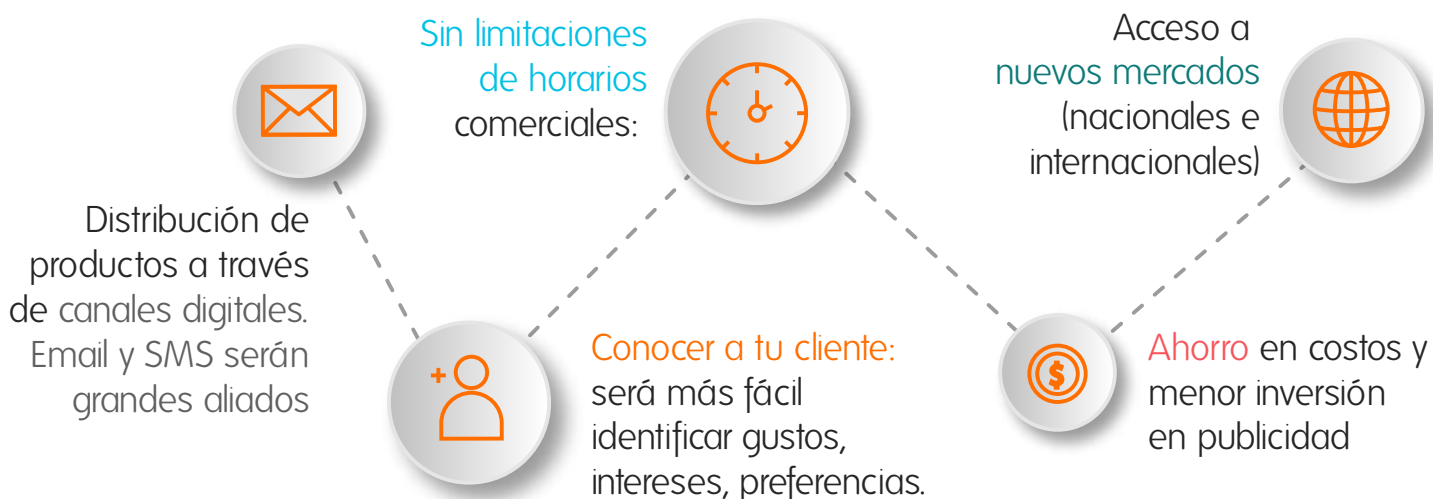 Distribución de
productos a través
de canales digitales.
Email y SMS serán
grandes aliados
Conocer a tu cliente:
será más fácil
identificar gustos,
intereses, preferencias.
Sin limitaciones
de horarios
comerciales:
Ahorro en costos y
menor inversión
en publicidad
$
Acceso a
nuevos mercados
(nacionales e
internacionales)